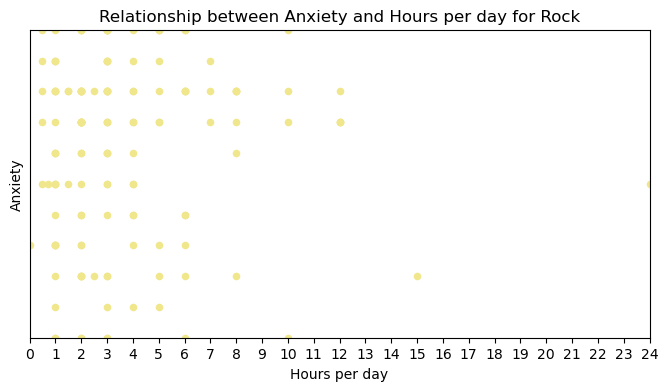 Relationship between Anxiety and Hours per day for Rock
Anxiety
0 1 2 3 4 5 6 7 8 9 10 11 12 13 14 15 16 17 18 19 20 21 22 23 24
Hours per day